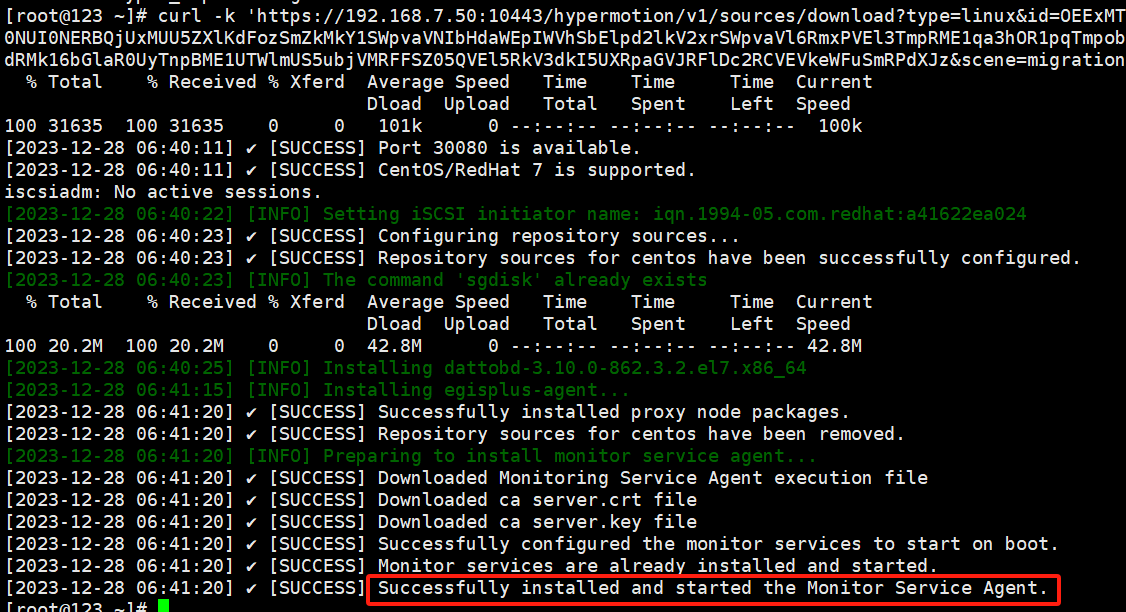 [root@123 ~]# curl -k 'https://192.168.7.50:10443/hypermotion/v1/sources/download?type=linux&id=OEExMT
0NUI0NERBQjUxMUU5ZXlKdFozSmZkMkY1SWpvaVNIbHdaWEpIWVhSbElpd2lkV2xrSWpvaVl6RmxPVEl3TmpRME1qa3hOR1pqTmpob
dRMk16bGlaR0UyTnpBME1UTWlmUS5ubjVMRFFSZ05QVEl5RkV3dkI5UXRpaGVJRFlDc2RCVEVkeWFuSmRPdXJz&scene=migration
% Total % Received % Xferd Average Speed Time Time Time Current
Dload Upload Total Spent Left Speed
100 31635 100 31635 0 0 101k 0 --:--:-- --:--:-- --:--:-- 100k
[2023-12-28 06:40:11] ✔ [SUCCESS] Port 30080 is available.
[2023-12-28 06:40:11] ✔ [SUCCESS] CentOS/RedHat 7 is supported.
iscsiadm: No active sessions.
[2023-12-28 06:40:22] [INFO] Setting iSCSI initiator name: iqn.1994-05.com.redhat:a41622ea024
[2023-12-28 06:40:23] ✔ [SUCCESS] Configuring repository sources...
[2023-12-28 06:40:23] ✔ [SUCCESS] Repository sources for centos have been successfully configured.
[2023-12-28 06:40:23] [INFO] The command 'sgdisk' already exists
% Total % Received % Xferd Average Speed Time Time Time Current
Dload Upload Total Spent Left Speed
100 20.2M 100 20.2M 0 0 42.8M 0 --:--:-- --:--:-- --:--:-- 42.8M
[2023-12-28 06:40:25] [INFO] Installing dattobd-3.10.0-862.3.2.el7.x86_64
[2023-12-28 06:41:15] [INFO] Installing egisplus-agent...
[2023-12-28 06:41:20] ✔ [SUCCESS] Successfully installed proxy node packages.
[2023-12-28 06:41:20] ✔ [SUCCESS] Repository sources for centos have been removed.
[2023-12-28 06:41:20] [INFO] Preparing to install monitor service agent...
[2023-12-28 06:41:20] ✔ [SUCCESS] Downloaded Monitoring Service Agent execution file
[2023-12-28 06:41:20] ✔ [SUCCESS] Downloaded ca server.crt file
[2023-12-28 06:41:20] ✔ [SUCCESS] Downloaded ca server.key file
[2023-12-28 06:41:20] ✔ [SUCCESS] Successfully configured the monitor services to start on boot.
[2023-12-28 06:41:20] ✔ [SUCCESS] Monitor services are already installed and started.
[2023-12-28 06:41:20] ✔ [SUCCESS] Successfully installed and started the Monitor Service Agent.
[root@123 ~]#